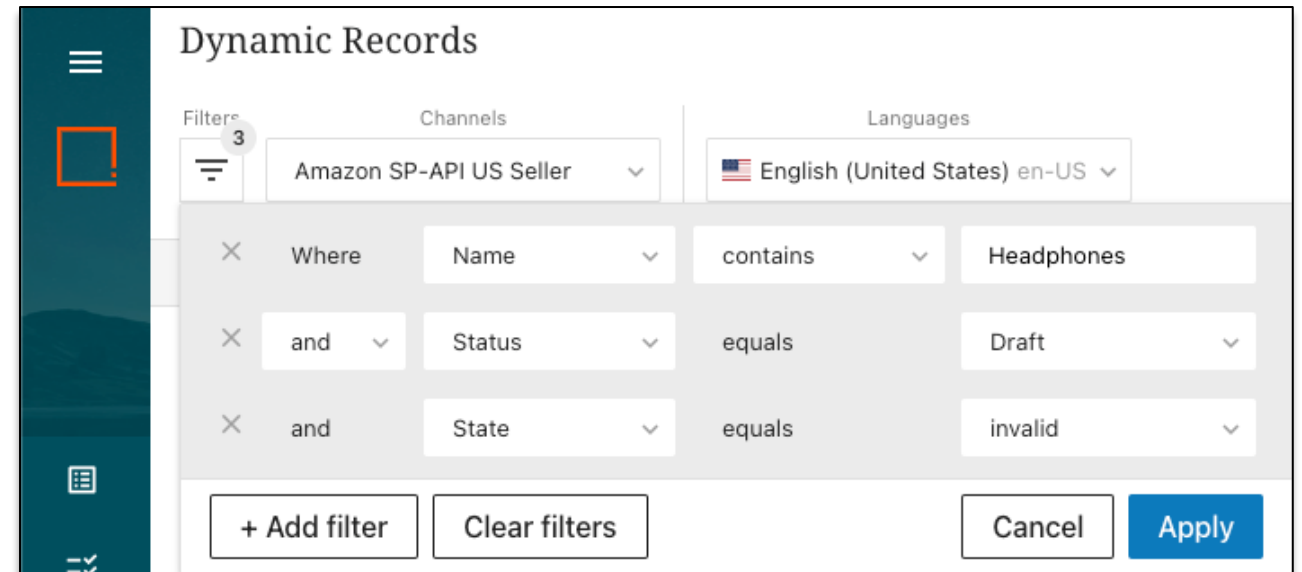 Dynamic Records
Filters Channels Languages
3
Amazon SP-API US Seller English (United States) en-US
Where Name contains Headphones
and Status equals Draft
and State equals invalid
+ Add filter Clear filters Cancel Apply